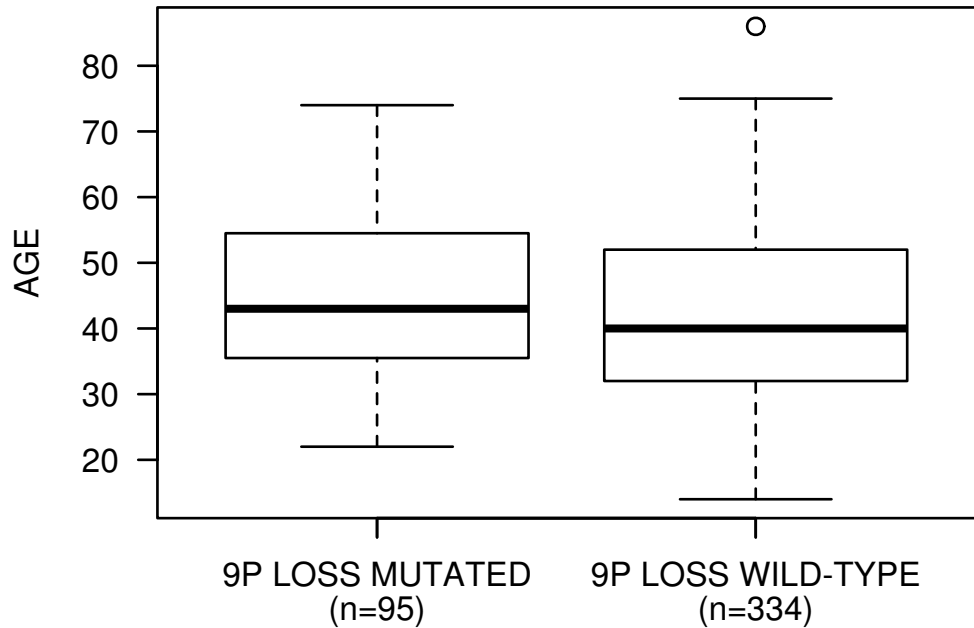 AGE
80
70
60
50
40
30
20
9P LOSS MUTATED
(n=95)
9P LOSS WILD-TYPE
(n=334)